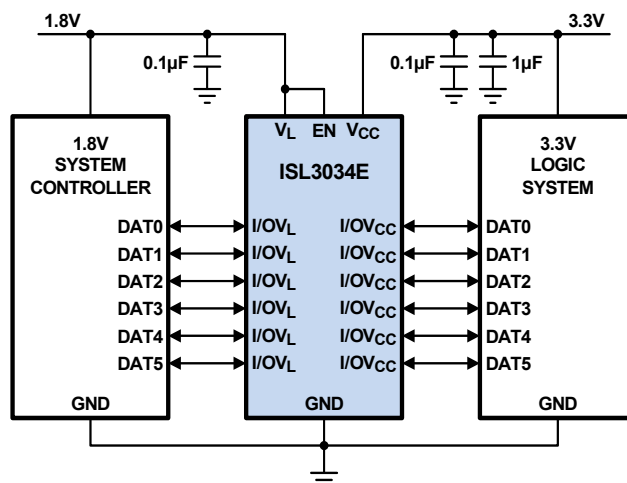 1.8V 3.3V
0.1µF 0.1µF 1µF
VL EN VCC
1.8V
SYSTEM
CONTROLLER
ISL3034E
3.3V
LOGIC
SYSTEM
DAT0 I/OVL I/OVCC DAT0
DAT1 I/OVL I/OVCC DAT1
DAT2 I/OVL I/OVCC DAT2
DAT3 I/OVL I/OVCC DAT3
DAT4 I/OVL I/OVCC DAT4
DAT5 I/OVL I/OVCC DAT5
GND GND GND